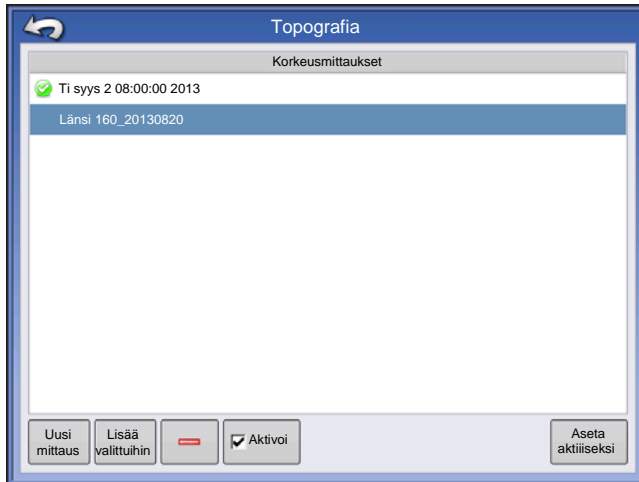 Topografia
Korkeusmittaukset
Ti syys 2 08:00:00 2013
Länsi 160_20130820
Uusi
mittaus
Lisää
valittuihin
Aktivoi
Aseta
aktiiiseksi